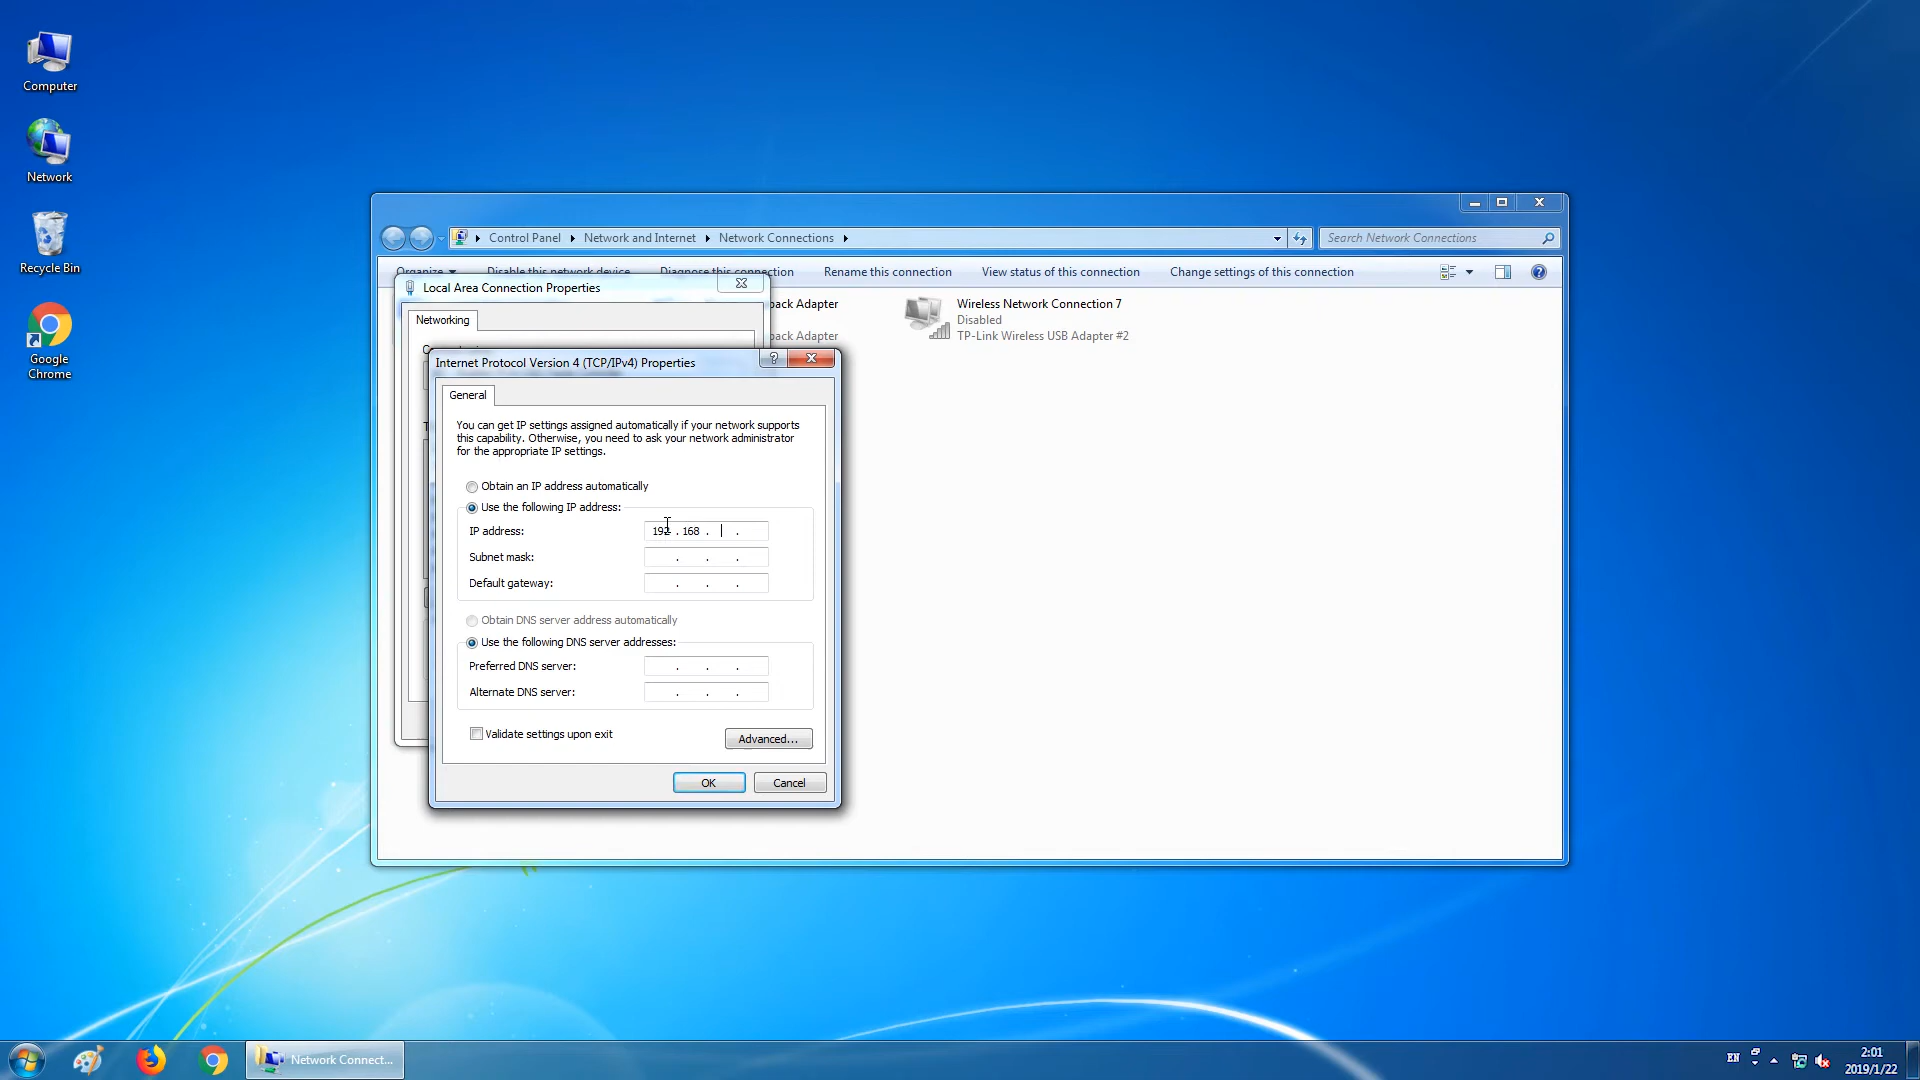 Computer
Network
Recycle Bin
Google
Chrome
Control Panel
Network and Internet
Network Connections
Search Network Connections
Organize
Disable this network device
Diagnose this connection
Rename this connection
View status of this connection
Change settings of this connection
Local Area Connection Properties
Networking
back Adapter
back Adapter
Wireless Network Connection 7
Disabled
TP-Link Wireless USB Adapter #2
Internet Protocol Version 4 (TCP/IPv4) Properties
General
You can get IP settings assigned automatically if your network supports
this capability. Otherwise, you need to ask your network administrator
for the appropriate IP settings.
Obtain an IP address automatically
Use the following IP address:
IP address: 192 . 168 . .
Subnet mask: . . .
Default gateway: . . .
Obtain DNS server address automatically
Use the following DNS server addresses:
Preferred DNS server: . . .
Alternate DNS server: . . .
Validate settings upon exit
Advanced...
OK
Cancel
Network Connect...
EN
2:01
2019/1/22